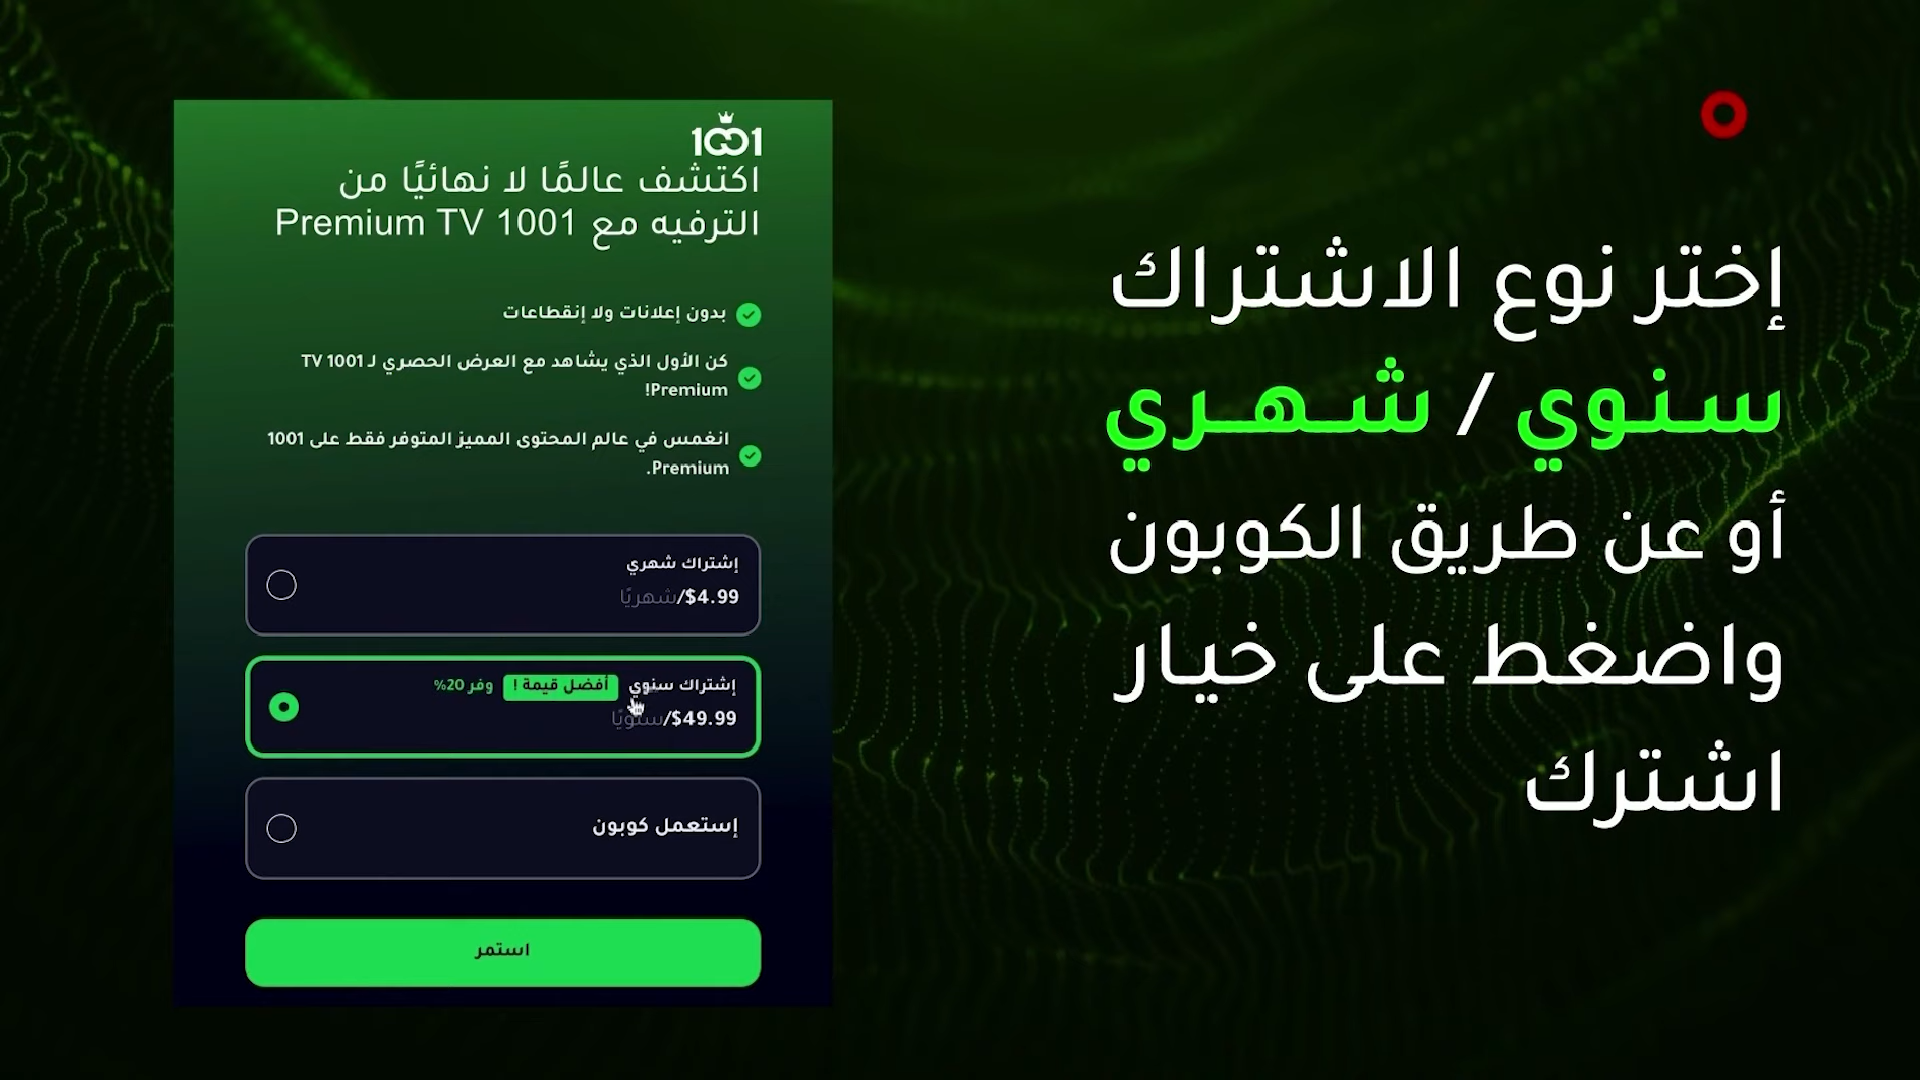 1001
اكتشف عالمًا لا نهائيًا من
الترفيه مع Premium TV 1001
بدون إعلانات ولا إنقطاعات
كن الأول الذي يشاهد مع العرض الحصري لـ TV 1001
Premium!
انغمس في عالم المحتوى المميز المتوفر فقط على 1001
Premium.
إشتراك شهري
$4.99/شهريًا
إشتراك سنوي أفضل قيمة ! وفر 20%
$49.99/سنويًا
إستعمل كوبون
استمر
إختر نوع الاشتراك
سنوي / شهري
أو عن طريق الكوبون
واضغط على خيار
اشترك